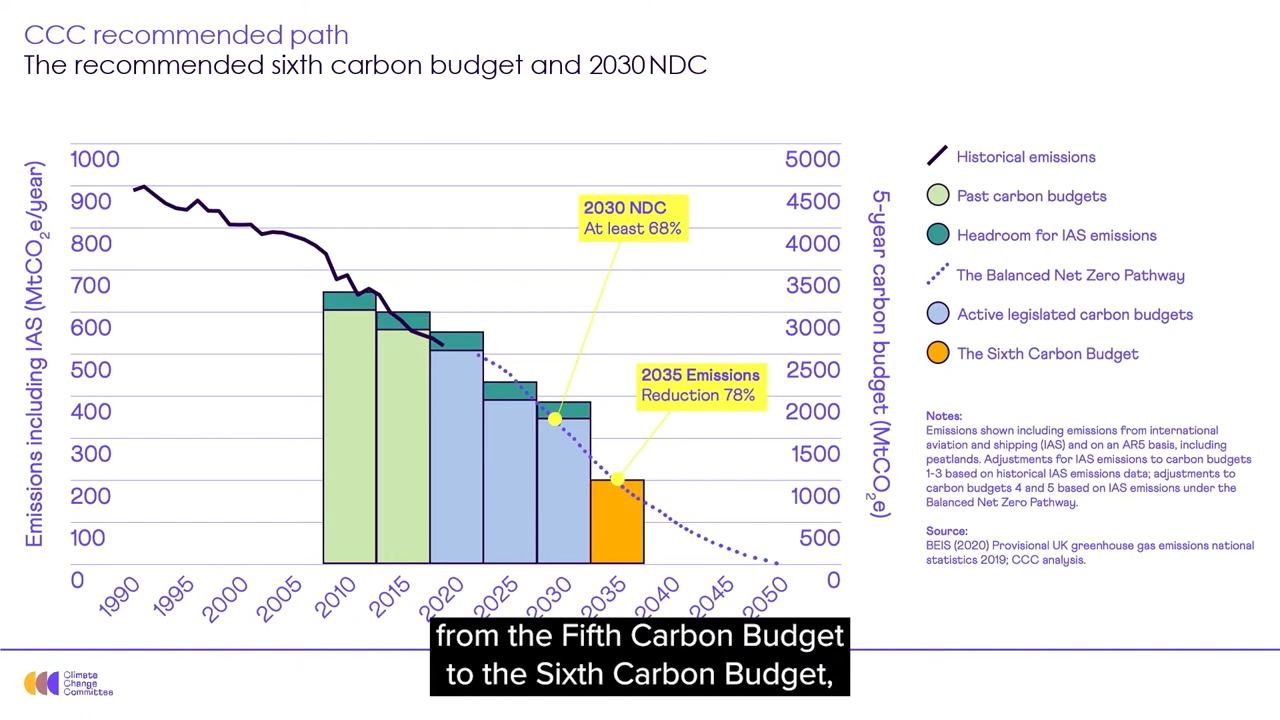 CCC recommended path
The recommended sixth carbon budget and 2030 NDC
Emissions including IAS (MtCO₂e/year)
1000
900
800
700
600
500
400
300
200
100
0
2030 NDC
At least 68%
2035 Emissions
Reduction 78%
5000
4500
4000
3500
3000
2500
2000
1500
1000
500
0
5-year carbon budget (MtCO₂e)
1990 1995 2000 2005 2010 2015 2020 2025 2030 2035 2040 2045 2050
Historical emissions
Past carbon budgets
Headroom for IAS emissions
The Balanced Net Zero Pathway
Active legislated carbon budgets
The Sixth Carbon Budget
Notes:
Emissions shown including emissions from international
aviation and shipping (IAS) and on an AR5 basis, including
peatlands. Adjustments for IAS emissions to carbon budgets
1-3 based on historical IAS emissions data; adjustments to
carbon budgets 4 and 5 based on IAS emissions under the
Balanced Net Zero Pathway.
Source:
BEIS (2020) Provisional UK greenhouse gas emissions national
statistics 2019; CCC analysis.
from the Fifth Carbon Budget
to the Sixth Carbon Budget,
Climate
Change
Committee